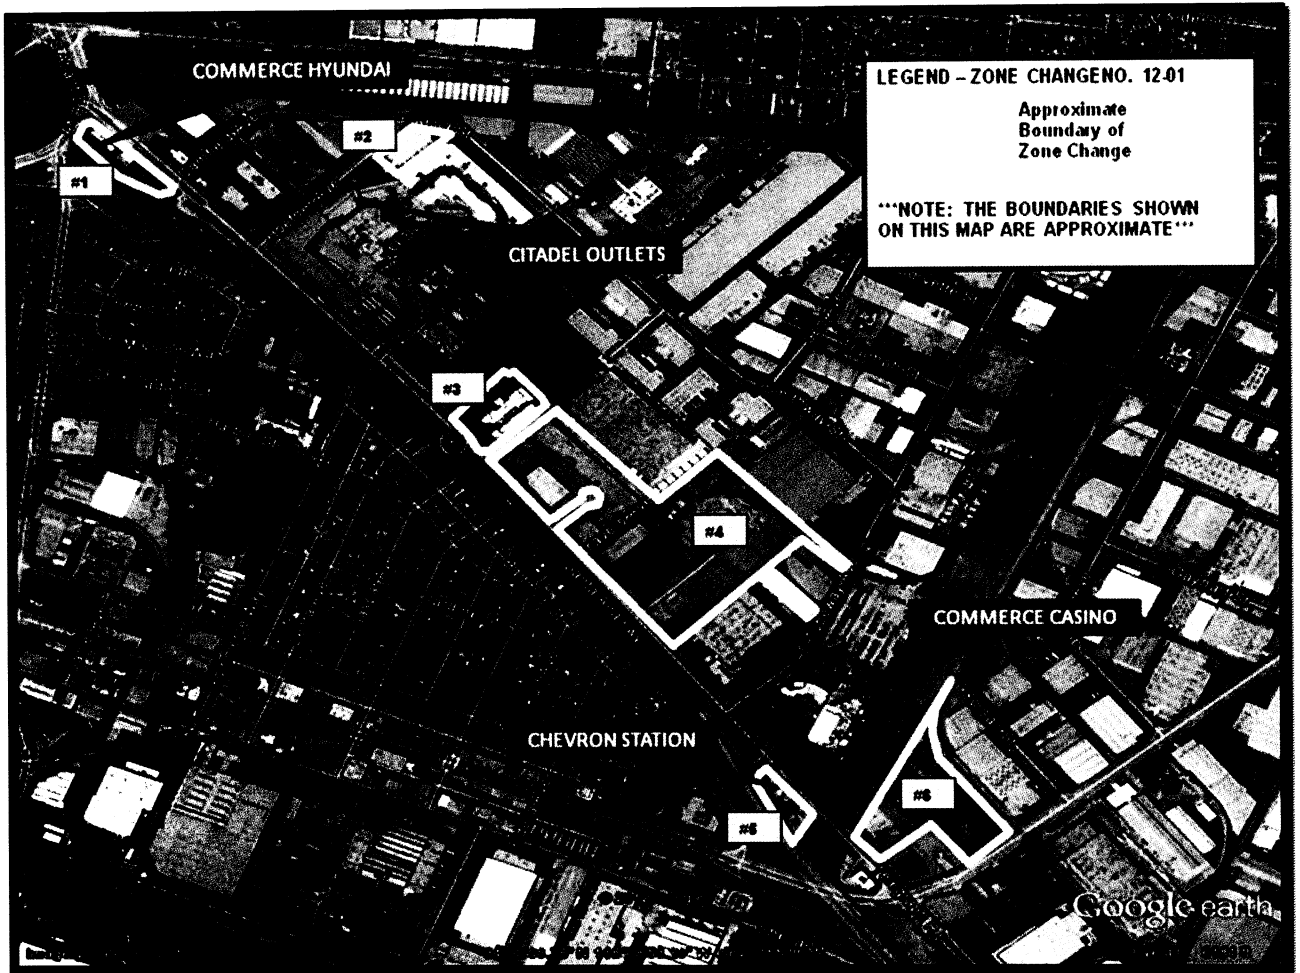 COMMERCE HYUNDAI
LEGEND – ZONE CHANGENO. 12-01
Approximate
Boundary of
Zone Change
***NOTE: THE BOUNDARIES SHOWN
ON THIS MAP ARE APPROXIMATE***
#2
#1
CITADEL OUTLETS
#3
#4
COMMERCE CASINO
CHEVRON STATION
#6
#5
Google earth